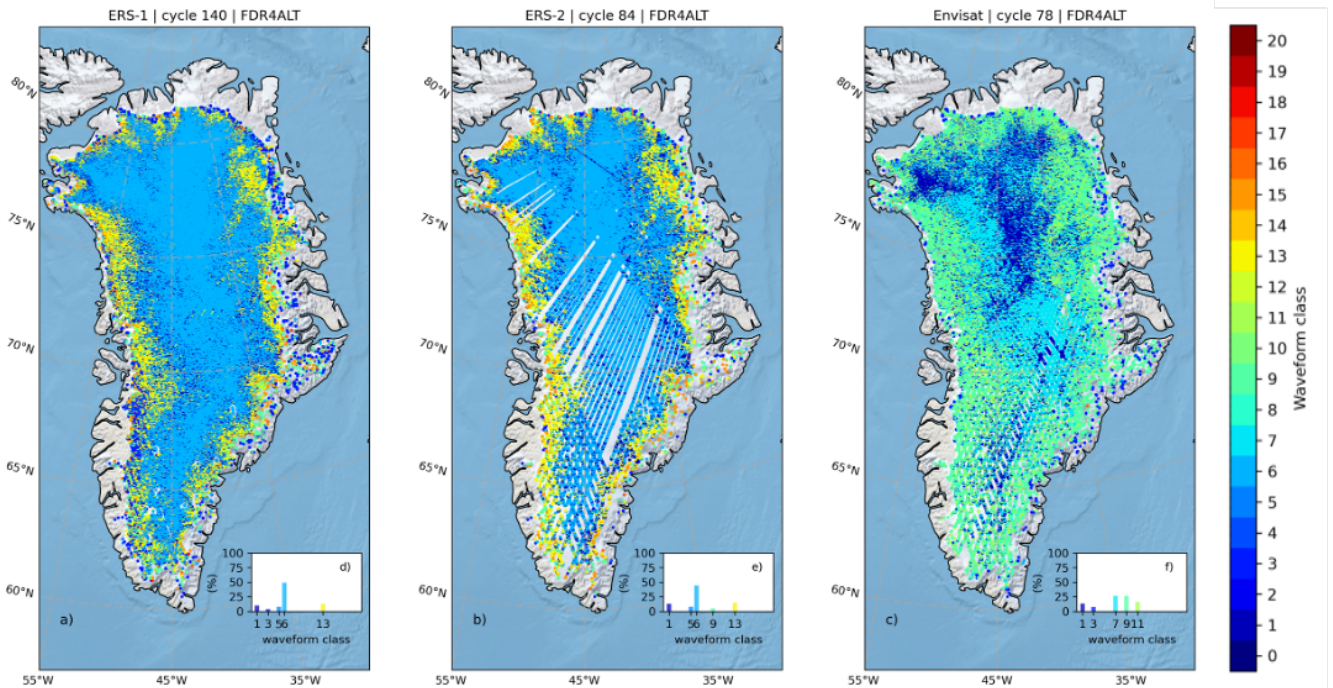 ERS-1 | cycle 140 | FDR4ALT
80°N
75°N
70°N
65°N
60°N
55°W
45°W
35°W
a)
d)
100
50
25
0
(%)
1 3 56 13
waveform class
ERS-2 | cycle 84 | FDR4ALT
80°N
75°N
70°N
65°N
60°N
55°W
45°W
35°W
b)
e)
100
50
25
0
(%)
1 56 9 13
waveform class
Envisat | cycle 78 | FDR4ALT
80°N
75°N
70°N
65°N
60°N
55°W
45°W
35°W
c)
f)
100
50
25
0
(%)
1 3 7 911
waveform class
20
19
18
17
16
15
14
13
12
11
10
9
8
7
6
5
4
3
2
1
0
Waveform class